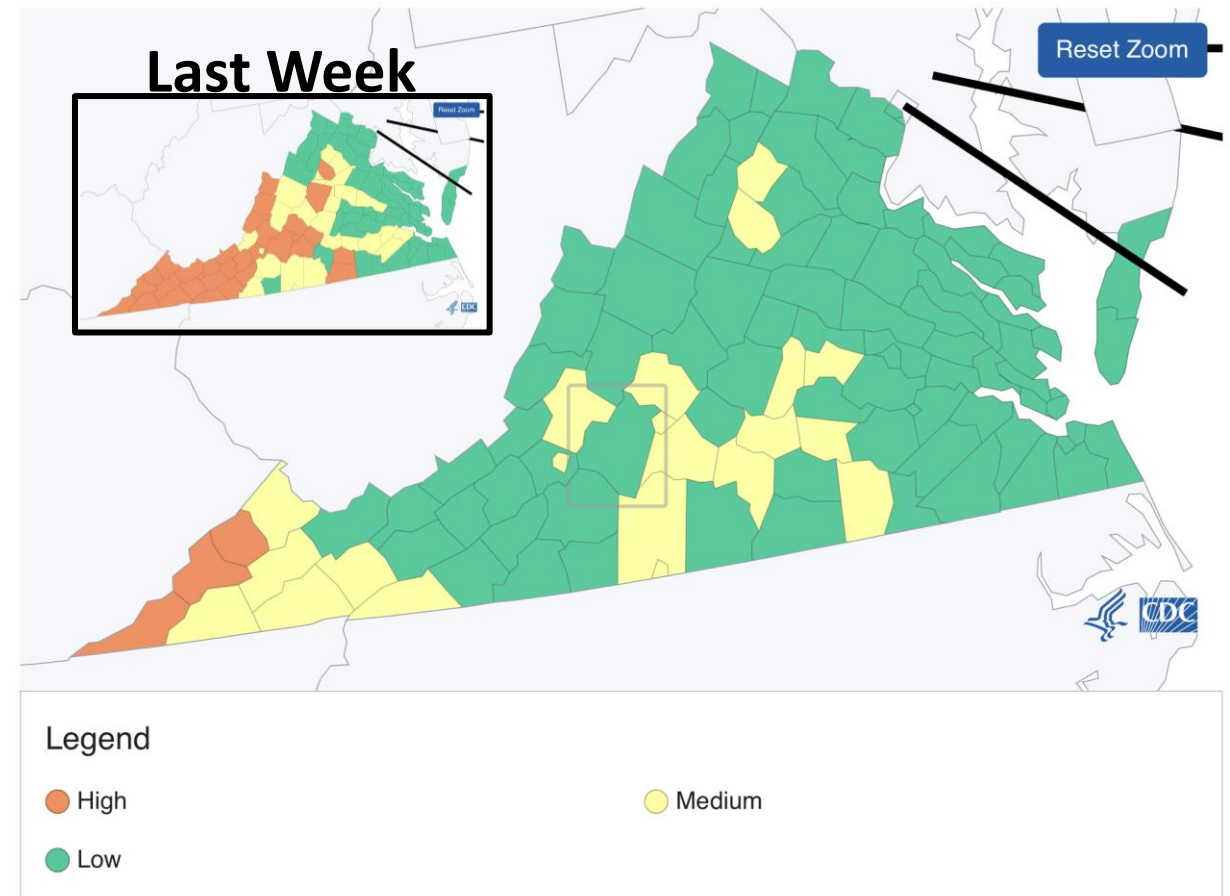 Last Week
Reset Zoom
Reset Zoom
CDC
CDC
Legend
High
Medium
Low